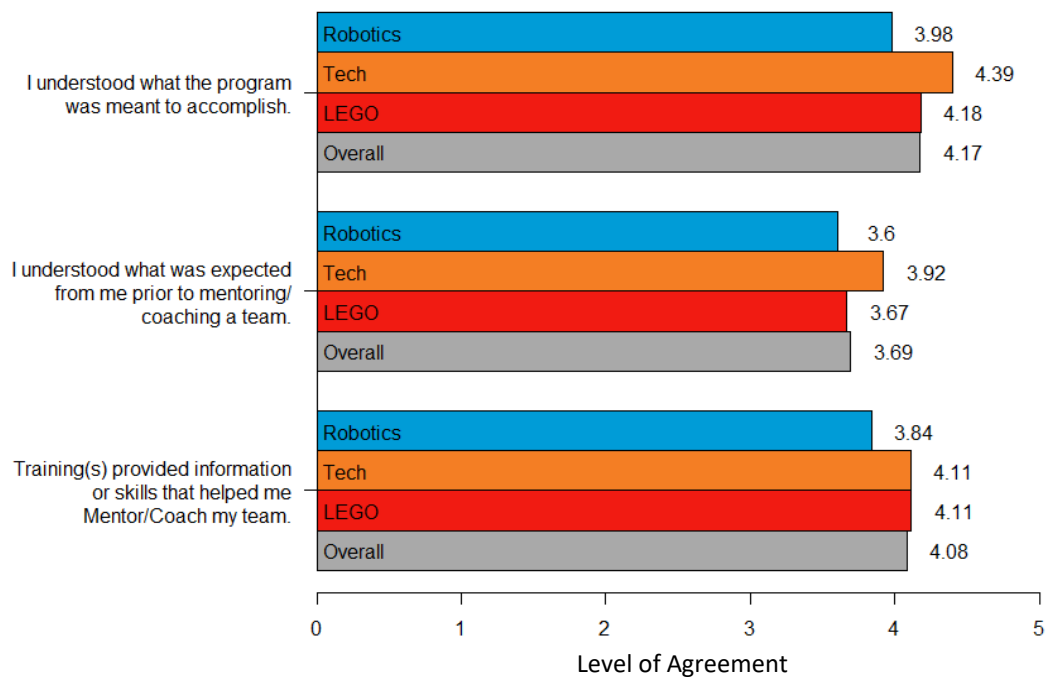 Robotics 3.98
Tech 4.39
I understood what the program
was meant to accomplish.
LEGO 4.18
Overall 4.17
Robotics 3.6
I understood what was expected
from me prior to mentoring/
coaching a team.
Tech 3.92
LEGO 3.67
Overall 3.69
Robotics 3.84
Training(s) provided information
or skills that helped me
Mentor/Coach my team.
Tech 4.11
LEGO 4.11
Overall 4.08
0 1 2 3 4 5
Level of Agreement